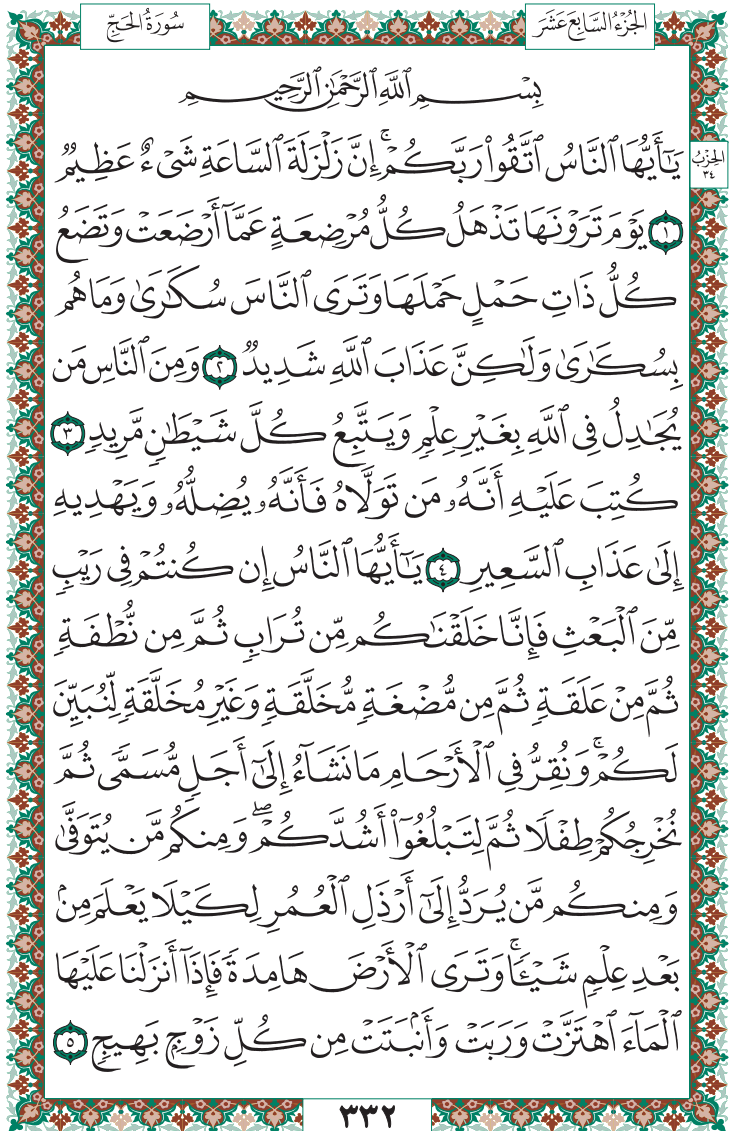 الجُزْءُ السَّابِعَ عَشَرَ
سُورَةُ الحَجِّ
بِسْمِ ٱللَّهِ ٱلرَّحْمَٰنِ ٱلرَّحِيمِ
الحِزْبُ
٣٤
يَٰٓأَيُّهَا ٱلنَّاسُ ٱتَّقُوا۟ رَبَّكُمْ ۚ إِنَّ زَلْزَلَةَ ٱلسَّاعَةِ شَىْءٌ عَظِيمٌ
١ يَوْمَ تَرَوْنَهَا تَذْهَلُ كُلُّ مُرْضِعَةٍ عَمَّآ أَرْضَعَتْ وَتَضَعُ
كُلُّ ذَاتِ حَمْلٍ حَمْلَهَا وَتَرَى ٱلنَّاسَ سُكَٰرَىٰ وَمَا هُم
بِسُكَٰرَىٰ وَلَٰكِنَّ عَذَابَ ٱللَّهِ شَدِيدٌ ٢ وَمِنَ ٱلنَّاسِ مَن
يُجَٰدِلُ فِى ٱللَّهِ بِغَيْرِ عِلْمٍ وَيَتَّبِعُ كُلَّ شَيْطَٰنٍ مَّرِيدٍ ٣
كُتِبَ عَلَيْهِ أَنَّهُۥ مَن تَوَلَّاهُ فَأَنَّهُۥ يُضِلُّهُۥ وَيَهْدِيهِ
إِلَىٰ عَذَابِ ٱلسَّعِيرِ ٤ يَٰٓأَيُّهَا ٱلنَّاسُ إِن كُنتُمْ فِى رَيْبٍ
مِّنَ ٱلْبَعْثِ فَإِنَّا خَلَقْنَٰكُم مِّن تُرَابٍ ثُمَّ مِن نُّطْفَةٍ
ثُمَّ مِنْ عَلَقَةٍ ثُمَّ مِن مُّضْغَةٍ مُّخَلَّقَةٍ وَغَيْرِ مُخَلَّقَةٍ لِّنُبَيِّنَ
لَكُمْ ۚ وَنُقِرُّ فِى ٱلْأَرْحَامِ مَا نَشَآءُ إِلَىٰٓ أَجَلٍ مُّسَمًّى ثُمَّ
نُخْرِجُكُمْ طِفْلًا ثُمَّ لِتَبْلُغُوٓا۟ أَشُدَّكُمْ ۖ وَمِنكُم مَّن يُتَوَفَّىٰ
وَمِنكُم مَّن يُرَدُّ إِلَىٰٓ أَرْذَلِ ٱلْعُمُرِ لِكَيْلَا يَعْلَمَ مِنۢ
بَعْدِ عِلْمٍ شَيْـًٔا ۚ وَتَرَى ٱلْأَرْضَ هَامِدَةً فَإِذَآ أَنزَلْنَا عَلَيْهَا
ٱلْمَآءَ ٱهْتَزَّتْ وَرَبَتْ وَأَنۢبَتَتْ مِن كُلِّ زَوْجٍۭ بَهِيجٍ ٥
٣٣٢